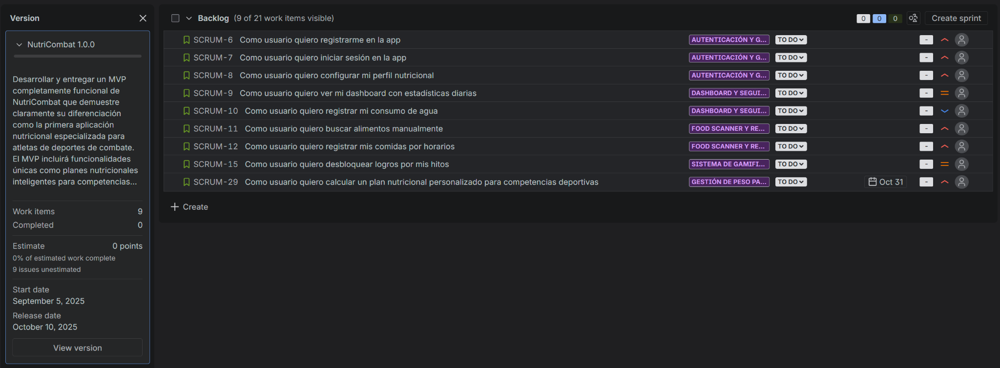 Version
NutriCombat 1.0.0
Desarrollar y entregar un MVP
completamente funcional de
NutriCombat que demuestre
claramente su diferenciación
como la primera aplicación
nutricional especializada para
atletas de deportes de combate.
El MVP incluirá funcionalidades
únicas como planes nutricionales
inteligentes para competencias...
Work items 9
Completed 0
Estimate 0 points
0% of estimated work complete
9 issues unestimated
Start date
September 5, 2025
Release date
October 10, 2025
View version
Backlog (9 of 21 work items visible) 0 0 0 Create sprint
SCRUM-6 Como usuario quiero registrarme en la app AUTENTICACIÓN Y G... TO DO -
SCRUM-7 Como usuario quiero iniciar sesión en la app AUTENTICACIÓN Y G... TO DO -
SCRUM-8 Como usuario quiero configurar mi perfil nutricional AUTENTICACIÓN Y G... TO DO -
SCRUM-9 Como usuario quiero ver mi dashboard con estadísticas diarias DASHBOARD Y SEGUI... TO DO -
SCRUM-10 Como usuario quiero registrar mi consumo de agua DASHBOARD Y SEGUI... TO DO -
SCRUM-11 Como usuario quiero buscar alimentos manualmente FOOD SCANNER Y RE... TO DO -
SCRUM-12 Como usuario quiero registrar mis comidas por horarios FOOD SCANNER Y RE... TO DO -
SCRUM-15 Como usuario quiero desbloquear logros por mis hitos SISTEMA DE GAMIFI... TO DO -
SCRUM-29 Como usuario quiero calcular un plan nutricional personalizado para competencias deportivas GESTIÓN DE PESO PA... TO DO Oct 31 -
Create